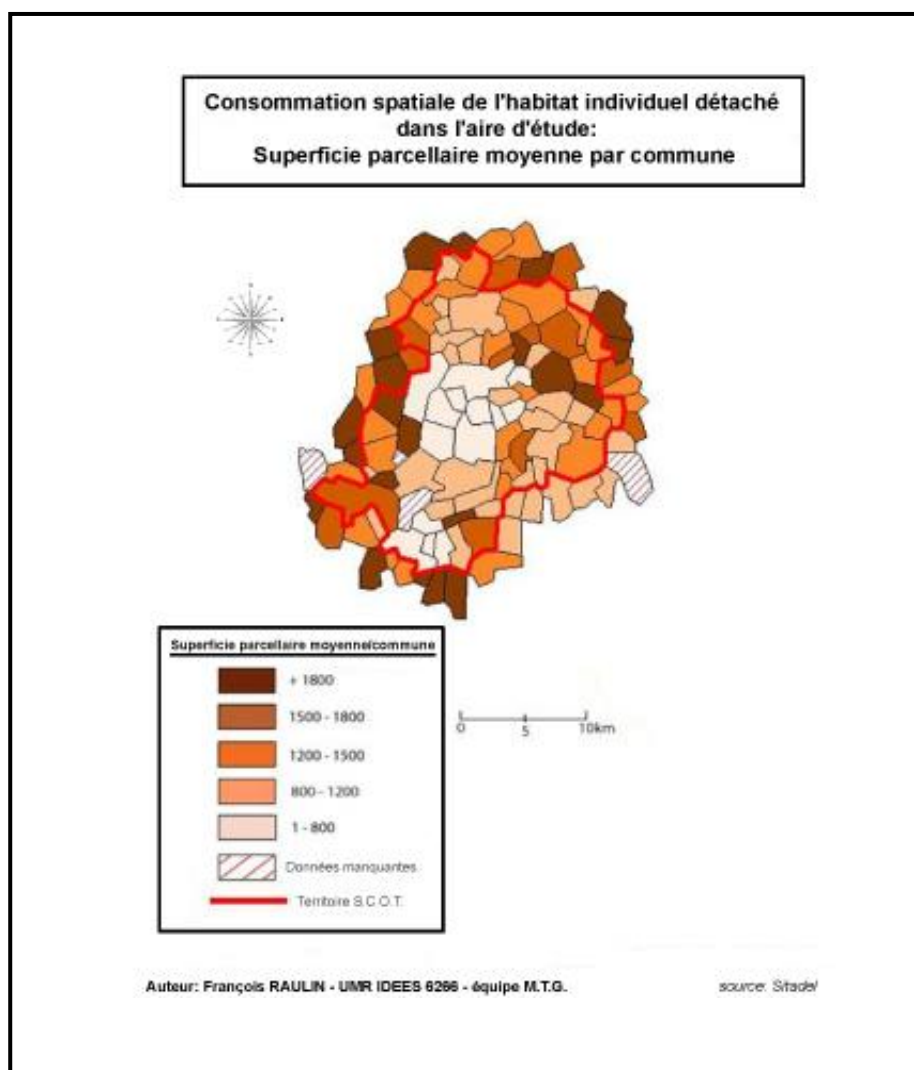 Consommation spatiale de l'habitat individuel détaché
dans l'aire d'étude:
Superficie parcellaire moyenne par commune
Superficie parcellaire moyenne/commune
+ 1800
1500 - 1800
1200 - 1500
800 - 1200
1 - 800
Données manquantes
Territoire S.C.O.T.
0 5 10km
Auteur: François RAULIN - UMR IDEES 6266 - équipe M.T.G.
source: Sitadel